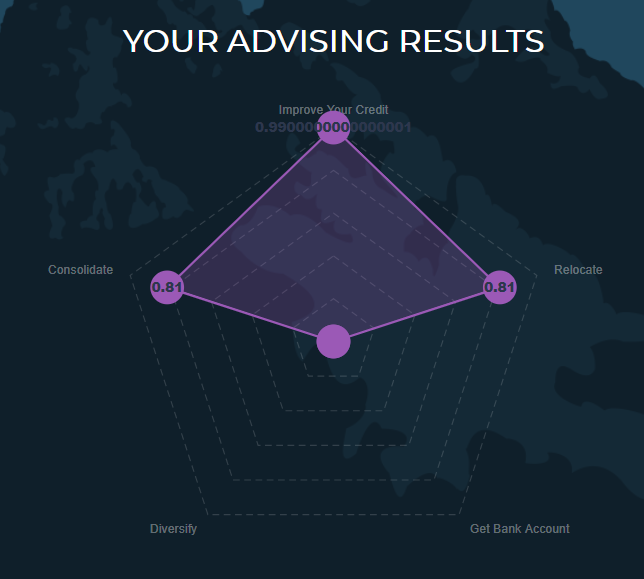 YOUR ADVISING RESULTS
Improve Your Credit
0.9900000000000001
Consolidate
Relocate
0.81
0.81
Diversify
Get Bank Account